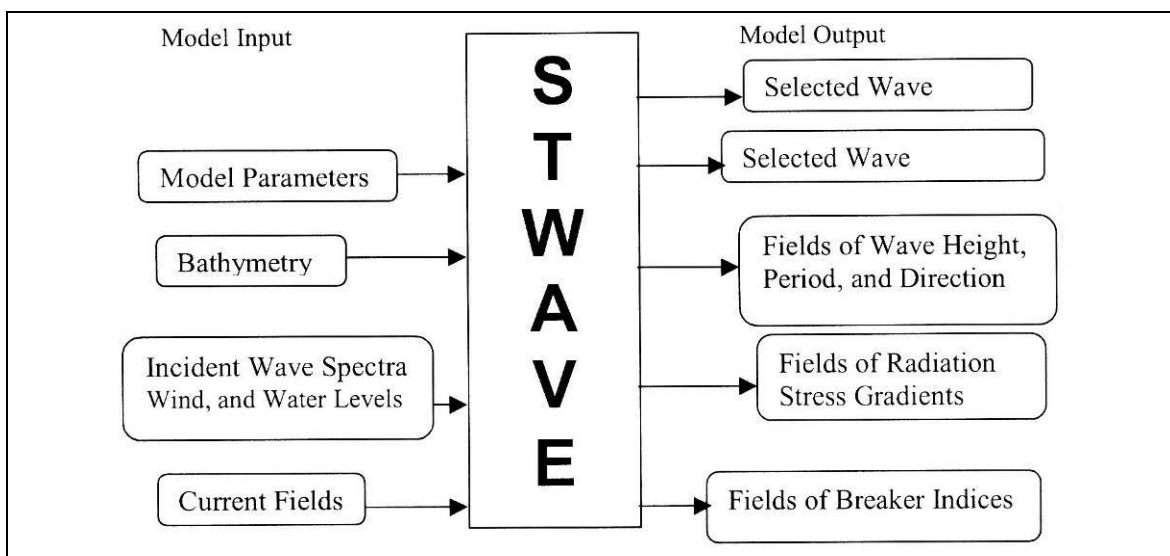 Model Input
Model Parameters
Bathymetry
Incident Wave Spectra
Wind, and Water Levels
Current Fields
S
T
W
A
V
E
Model Output
Selected Wave
Selected Wave
Fields of Wave Height,
Period, and Direction
Fields of Radiation
Stress Gradients
Fields of Breaker Indices